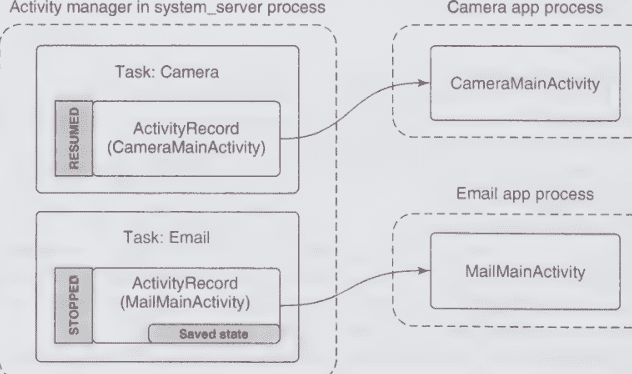 Activity manager in system_server process
Camera app process
Task: Camera
RESUMED
ActivityRecord
(CameraMainActivity)
CameraMainActivity
Email app process
Task: Email
STOPPED
ActivityRecord
(MailMainActivity)
Saved state
MailMainActivity